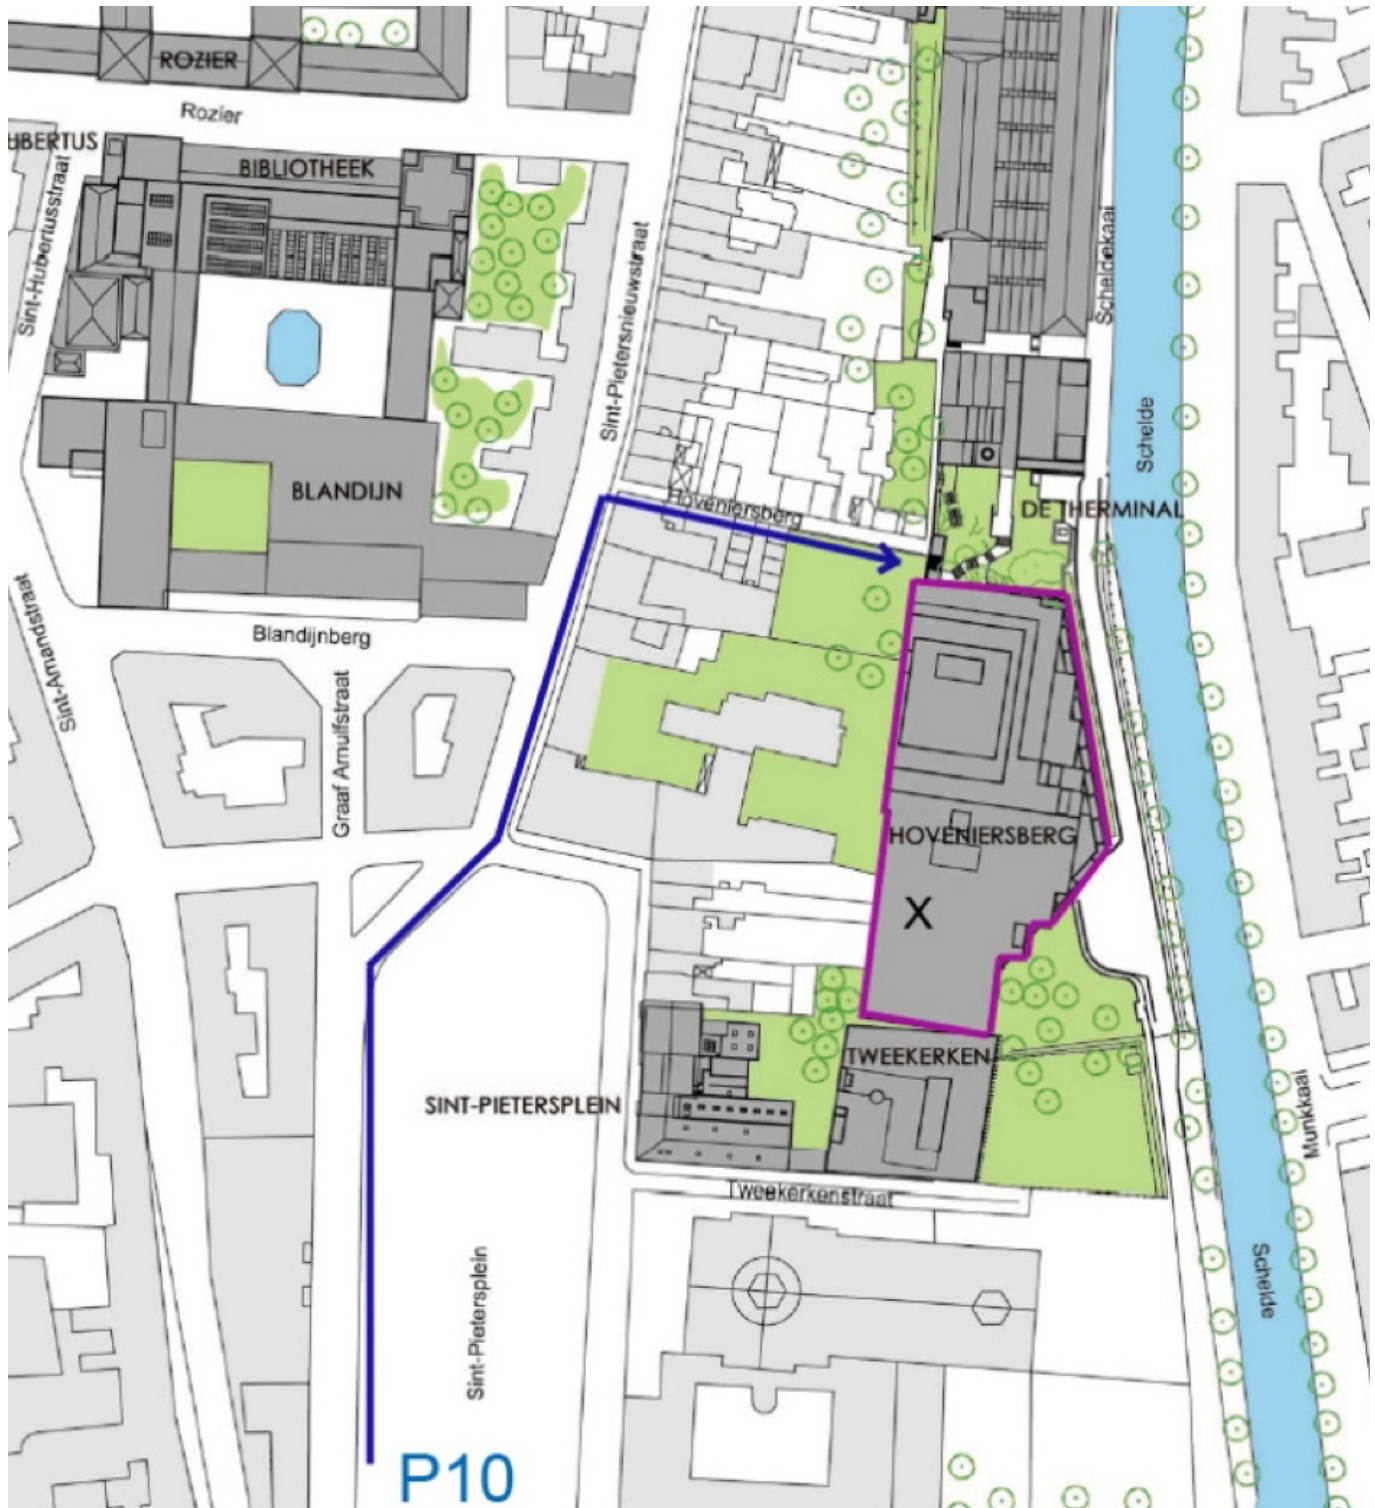 ROZIER
Rozier
UBERTUS
BIBLIOTHEEK
Sint-Hubertusstraat
Sint-Pietersnieuwstraat
Scheldekaai
Schelde
BLANDIJN
Hoveniersberg
DE THERMINAL
Sint-Amandstraat
Blandijnberg
Graaf Arnulfstraat
HOVENIERSBERG
X
TWEEKERKEN
SINT-PIETERSPLEIN
Munkkaai
Tweekerkenstraat
Sint-Pietersplein
Schelde
P10